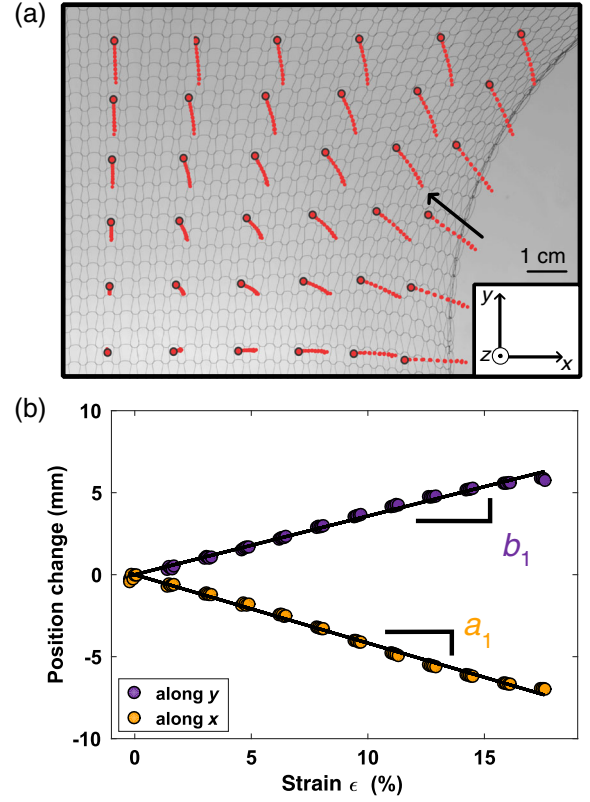 (a)
1 cm
y
z
x
(b)
10
5
0
-5
-10
Position change (mm)
b1
a1
along y
along x
0
5
10
15
Strain ϵ (%)